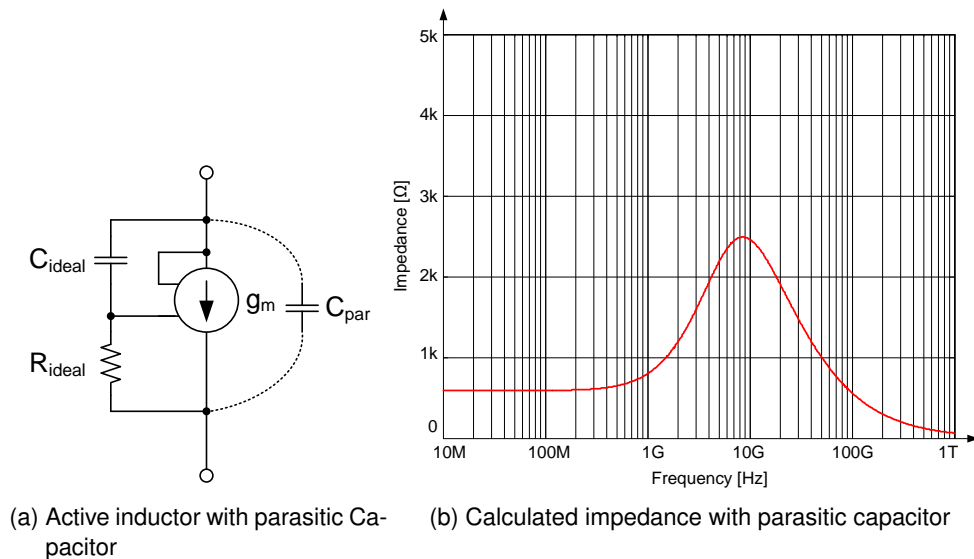 C_ideal
R_ideal
g_m
C_par
5k
4k
3k
2k
1k
0
Impedance [Ω]
10M 100M 1G 10G 100G 1T
Frequency [Hz]
(a) Active inductor with parasitic Ca-
pacitor
(b) Calculated impedance with parasitic capacitor